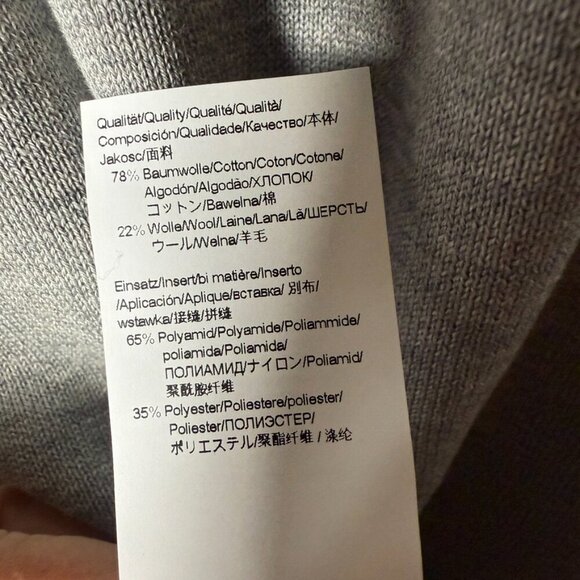 Qualität/Quality/Qualité/Qualità/
Composición/Qualidade/Качество/本体/
Jakosc/面料
78% Baumwolle/Cotton/Coton/Cotone/
Algodón/Algodão/ХЛОПОК/
コットン/Bawelna/棉
22% Wolle/Wool/Laine/Lana/Lã/ШЕРСТЬ/
ウール/Welna/羊毛
Einsatz/Insert/bi matière/Inserto
/Aplicación/Aplique/вставка/ 別布/
wstawka/接缝/拼缝
65% Polyamid/Polyamide/Poliammide/
poliamida/Poliamida/
ПОЛИАМИД/ナイロン/Poliamid/
聚酰胺纤维
35% Polyester/Poliestere/poliester/
Poliester/ПОЛИЭСТЕР/
ポリエステル/聚酯纤维 / 涤纶